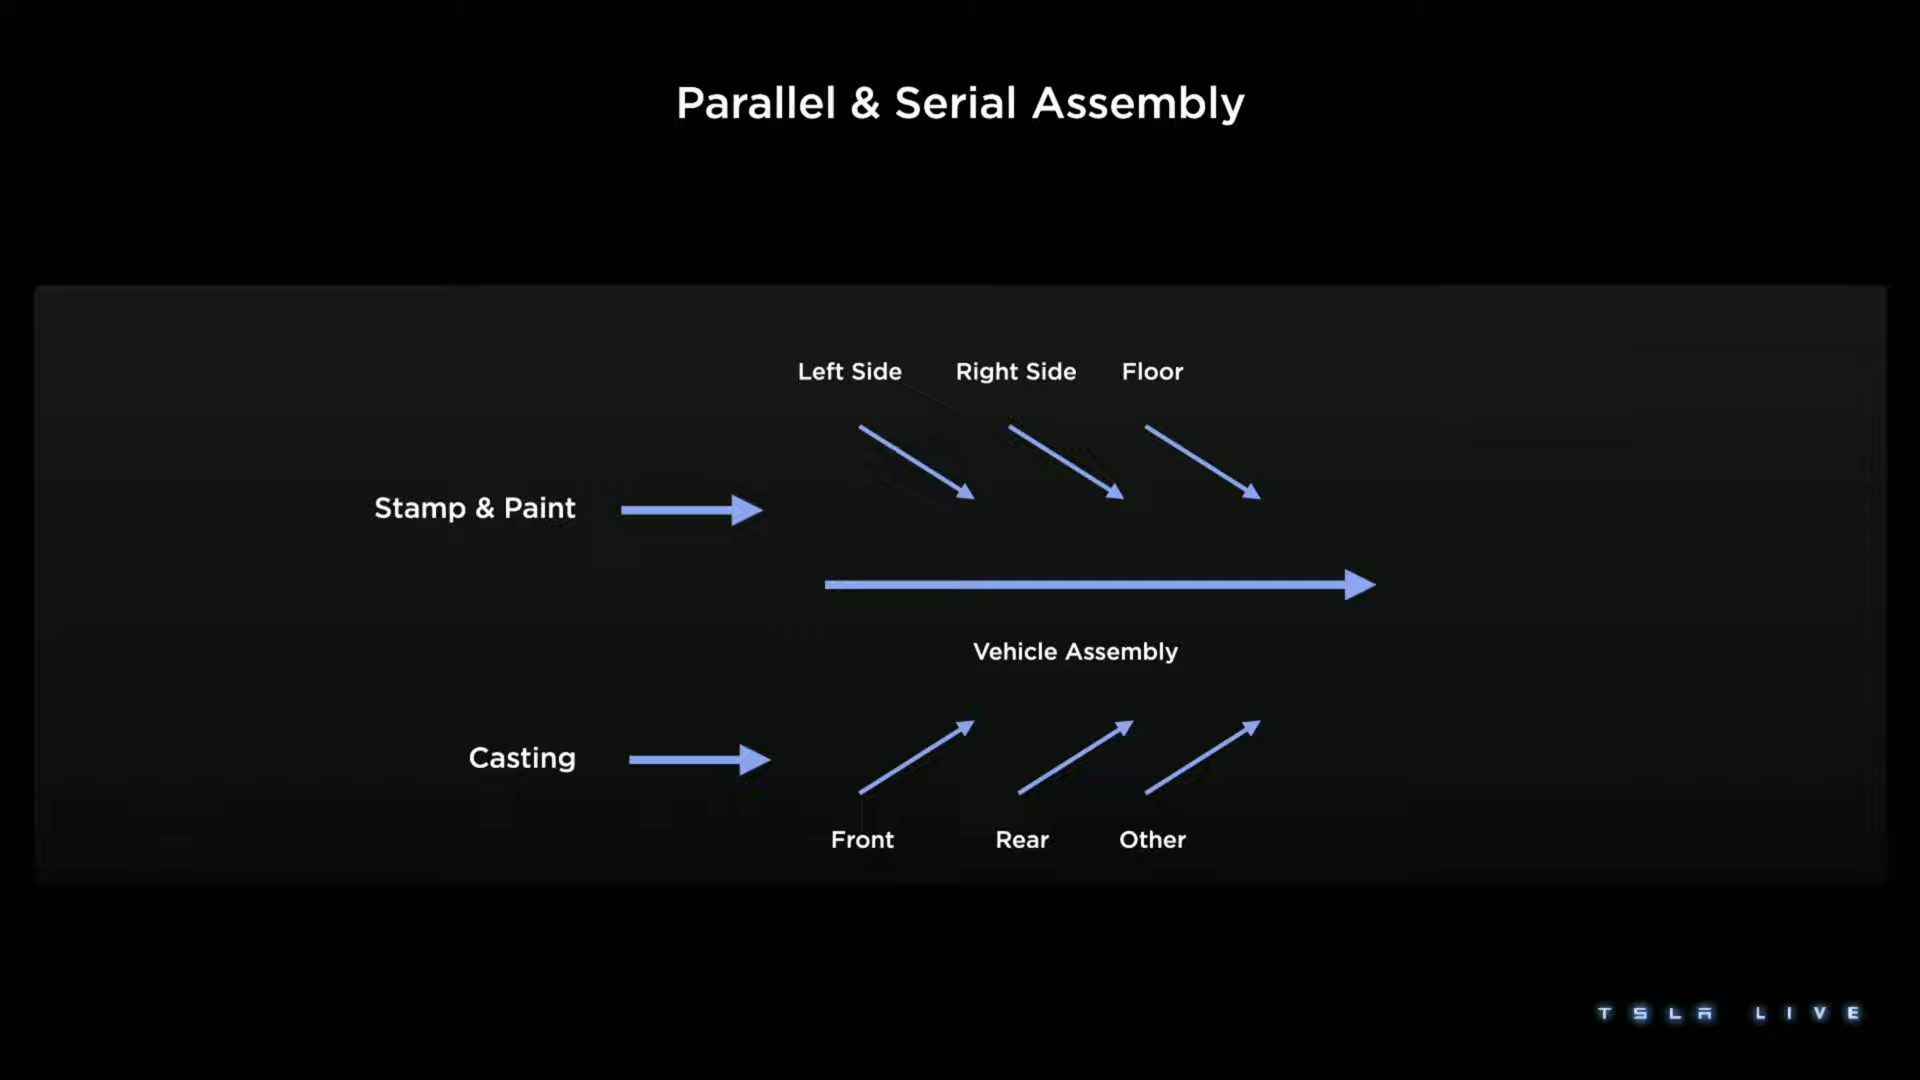 Parallel & Serial Assembly
Left Side Right Side Floor
Stamp & Paint
Vehicle Assembly
Casting
Front Rear Other
TSLA LIVE